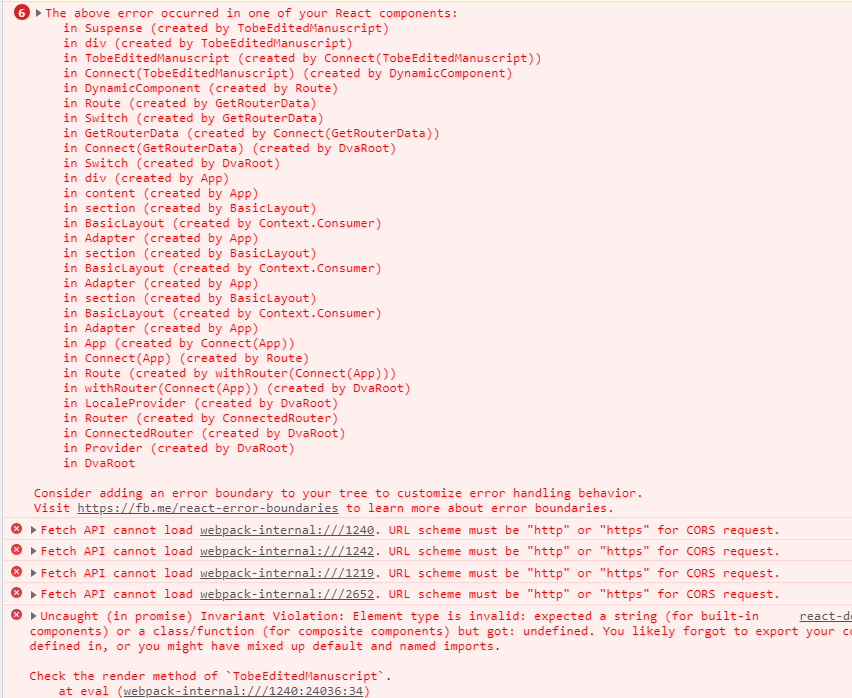 6 The above error occurred in one of your React components:
in Suspense (created by TobeEditedManuscript)
in div (created by TobeEditedManuscript)
in TobeEditedManuscript (created by Connect(TobeEditedManuscript))
in Connect(TobeEditedManuscript) (created by DynamicComponent)
in DynamicComponent (created by Route)
in Route (created by GetRouterData)
in Switch (created by GetRouterData)
in GetRouterData (created by Connect(GetRouterData))
in Connect(GetRouterData) (created by DvaRoot)
in Switch (created by DvaRoot)
in div (created by App)
in content (created by App)
in section (created by BasicLayout)
in BasicLayout (created by Context.Consumer)
in Adapter (created by App)
in section (created by BasicLayout)
in BasicLayout (created by Context.Consumer)
in Adapter (created by App)
in section (created by BasicLayout)
in BasicLayout (created by Context.Consumer)
in Adapter (created by App)
in App (created by Connect(App))
in Connect(App) (created by Route)
in Route (created by withRouter(Connect(App)))
in withRouter(Connect(App)) (created by DvaRoot)
in LocaleProvider (created by DvaRoot)
in Router (created by ConnectedRouter)
in ConnectedRouter (created by DvaRoot)
in Provider (created by DvaRoot)
in DvaRoot
Consider adding an error boundary to your tree to customize error handling behavior.
Visit https://fb.me/react-error-boundaries to learn more about error boundaries.
Fetch API cannot load webpack-internal:///1240. URL scheme must be "http" or "https" for CORS request.
Fetch API cannot load webpack-internal:///1242. URL scheme must be "http" or "https" for CORS request.
Fetch API cannot load webpack-internal:///1219. URL scheme must be "http" or "https" for CORS request.
Fetch API cannot load webpack-internal:///2652. URL scheme must be "http" or "https" for CORS request.
Uncaught (in promise) Invariant Violation: Element type is invalid: expected a string (for built-in react-do
components) or a class/function (for composite components) but got: undefined. You likely forgot to export your co
defined in, or you might have mixed up default and named imports.
Check the render method of `TobeEditedManuscript`.
at eval (webpack-internal:///1240:24036:34)